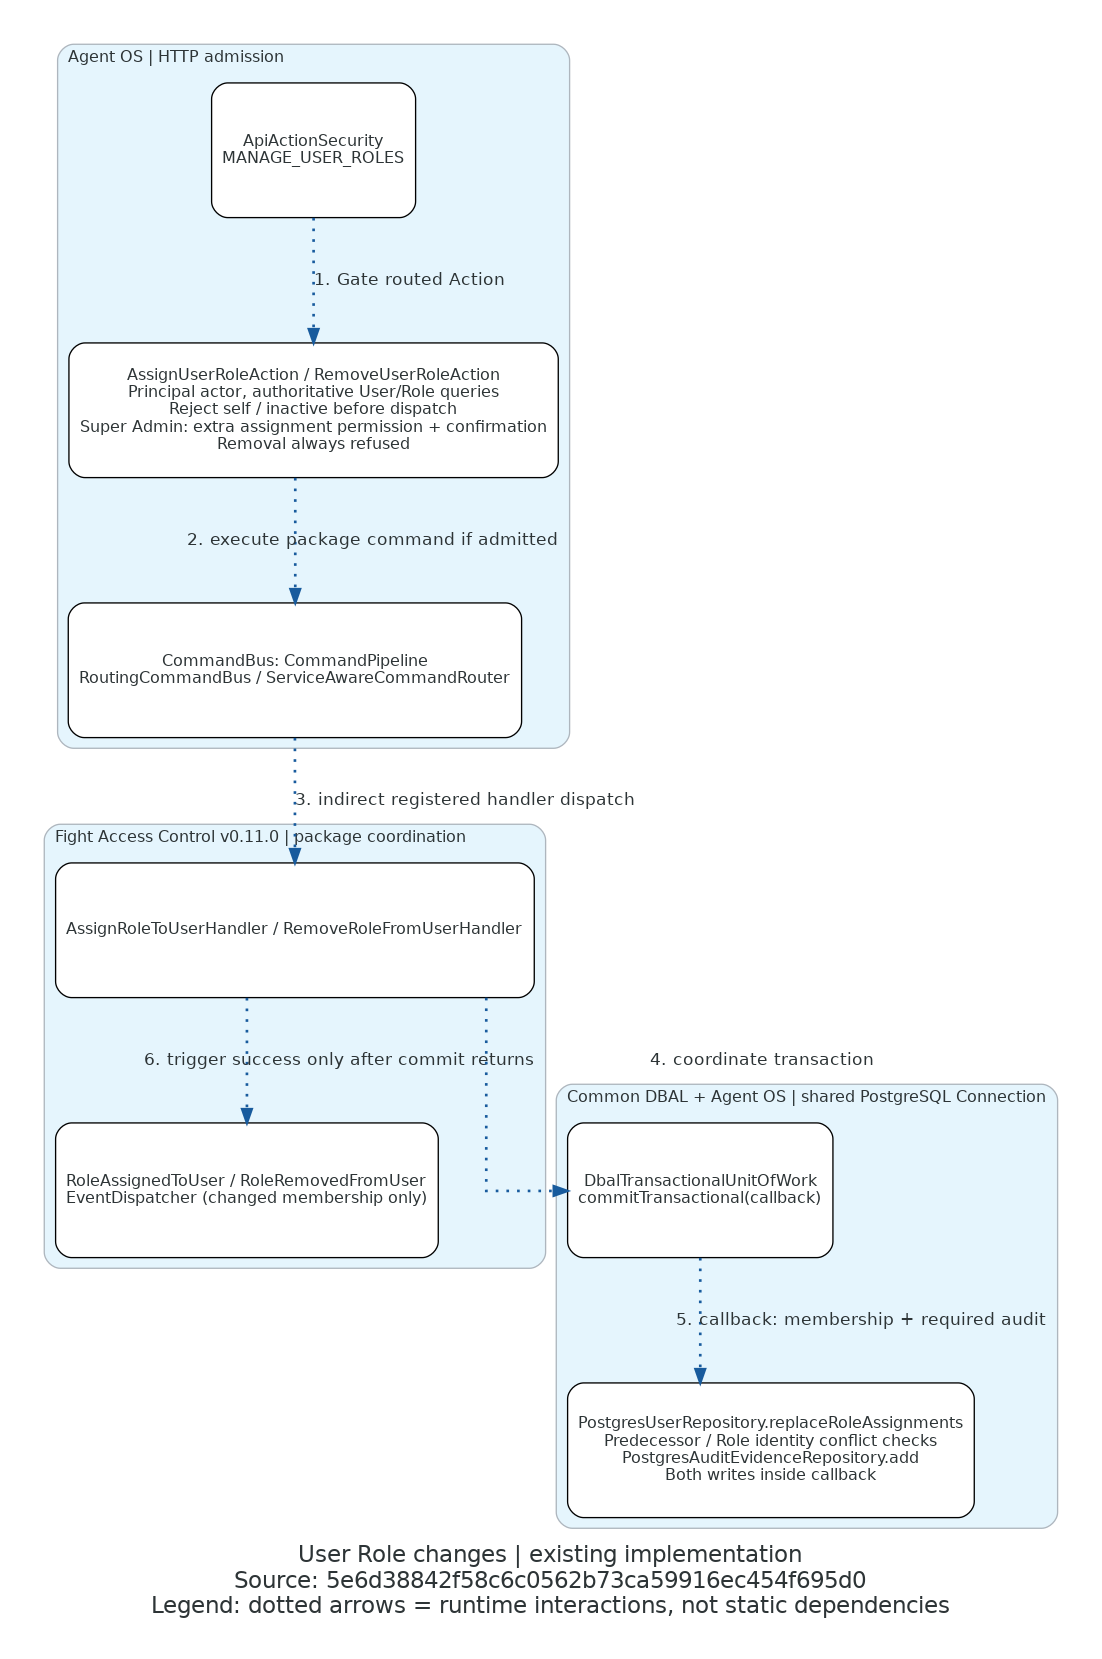 Agent OS | HTTP admission
ApiActionSecurity
MANAGE_USER_ROLES
1. Gate routed Action
AssignUserRoleAction / RemoveUserRoleAction
Principal actor, authoritative User/Role queries
Reject self / inactive before dispatch
Super Admin: extra assignment permission + confirmation
Removal always refused
2. execute package command if admitted
CommandBus: CommandPipeline
RoutingCommandBus / ServiceAwareCommandRouter
3. indirect registered handler dispatch
Fight Access Control v0.11.0 | package coordination
AssignRoleToUserHandler / RemoveRoleFromUserHandler
6. trigger success only after commit returns
4. coordinate transaction
Common DBAL + Agent OS | shared PostgreSQL Connection
RoleAssignedToUser / RoleRemovedFromUser
EventDispatcher (changed membership only)
DbalTransactionalUnitOfWork
commitTransactional(callback)
5. callback: membership + required audit
PostgresUserRepository.replaceRoleAssignments
Predecessor / Role identity conflict checks
PostgresAuditEvidenceRepository.add
Both writes inside callback
User Role changes | existing implementation
Source: 5e6d38842f58c6c0562b73ca59916ec454f695d0
Legend: dotted arrows = runtime interactions, not static dependencies